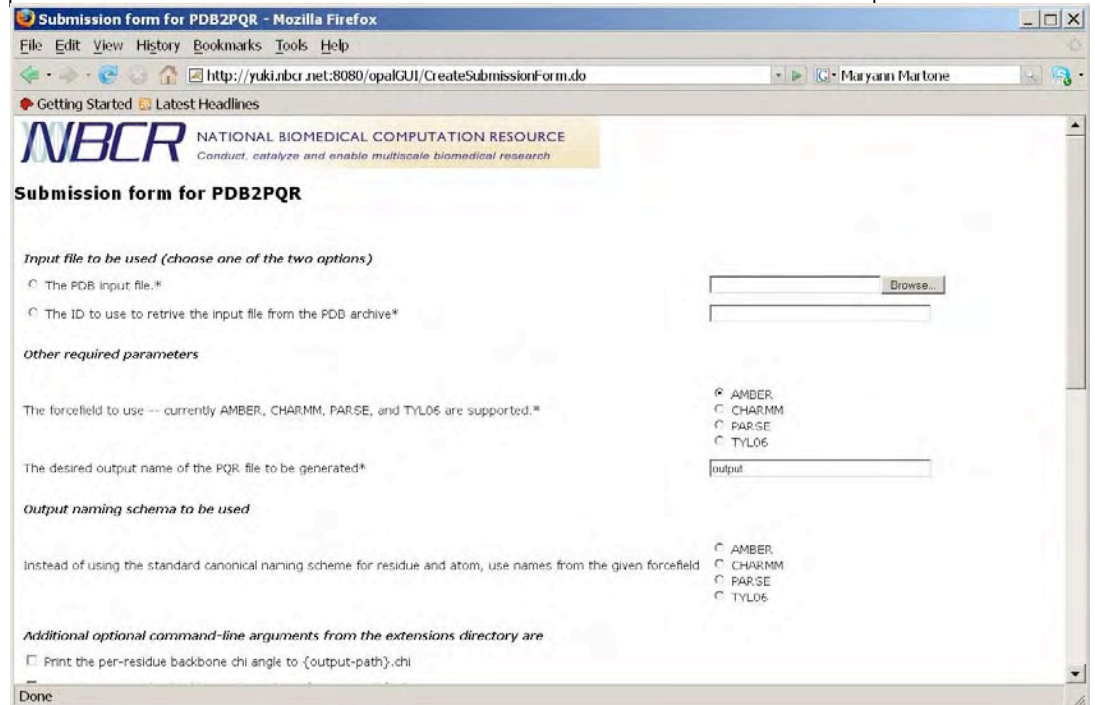 Submission form for PDB2PQR - Mozilla Firefox
File Edit View History Bookmarks Tools Help
http://yuki.nbcr.net:8080/opalGUI/CreateSubmissionForm.do
Maryann Martone
Getting Started Latest Headlines
NBCR NATIONAL BIOMEDICAL COMPUTATION RESOURCE
Conduct, catalyze and enable multiscale biomedical research
Submission form for PDB2PQR
Input file to be used (choose one of the two options)
The PDB input file.*
Browse...
The ID to use to retrive the input file from the PDB archive*
Other required parameters
The forcefield to use -- currently AMBER, CHARMM, PARSE, and TYL06 are supported.*
AMBER
CHARMM
PARSE
TYL06
The desired output name of the PQR file to be generated*
output
Output naming schema to be used
Instead of using the standard canonical naming scheme for residue and atom, use names from the given forcefield
AMBER
CHARMM
PARSE
TYL06
Additional optional command-line arguments from the extensions directory are
Print the per-residue backbone chi angle to {output-path}.chi
Done